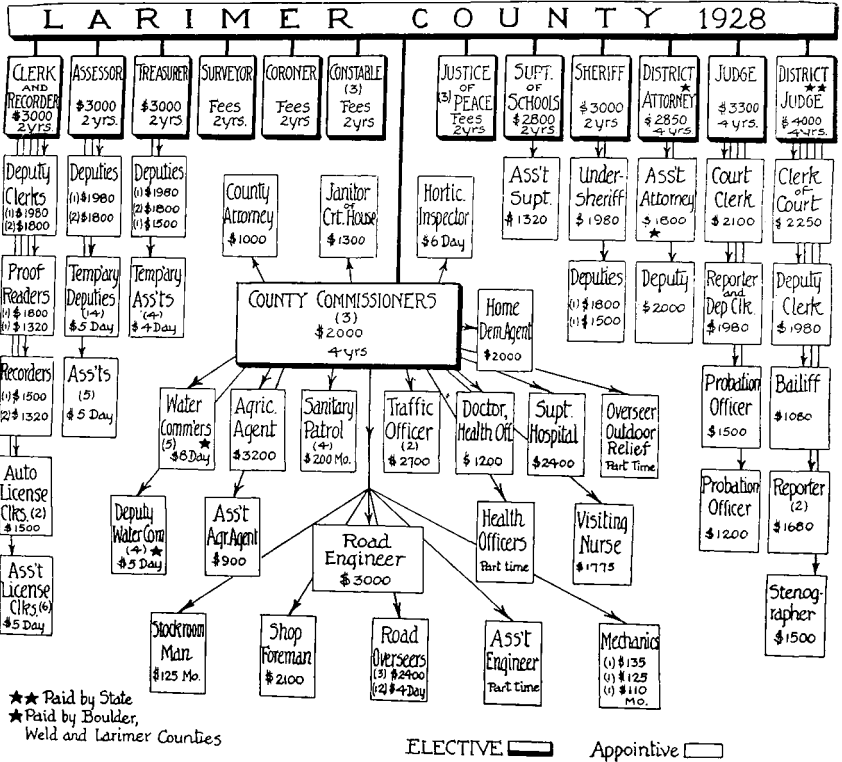 LARIMER COUNTY 1928
CLERK
AND
RECORDER
$3000
2yrs.
ASSESSOR
$3000
2yrs.
TREASURER
$3000
2yrs.
SURVEYOR
Fees
2yrs.
CORONER
Fees
2yrs
CONSTABLE
(3)
Fees
2yrs
JUSTICE
OF
(3) PEACE
Fees
2yrs
SUPT.
OF
SCHOOLS
$2800
2yrs
SHERIFF
$3000
2yrs
DISTRICT
★
ATTORNEY
$2850
4yrs.
JUDGE
$3300
4yrs.
DISTRICT
★★
JUDGE
$4000
4yrs.
Deputy
Clerks
(1) $1980
(2) $1800
Deputies
(1) $1980
(2) $1800
Deputies
(1) $1980
(2) $1800
(1) $1500
County
Attorney
$1000
Janitor
of
Crt. House
$1300
Hortic.
Inspector
$6 Day
Ass't
Supt.
$1320
Under-
sheriff
$1980
Ass't
Attorney
$1800
★
Court
Clerk
$2100
Clerk
of
Court
$2250
Proof
Readers
(1) $1800
(1) $1320
Temp'ary
Deputies
(14)
$5 Day
Temp'ary
Ass'ts
(4)
$4 Day
COUNTY COMMISSIONERS
(3)
$2000
4yrs
Home
Dem.Agent
$2000
Deputies
(1) $1800
(1) $1500
Deputy
$2000
Reporter
and
Dep Clk.
$1980
Deputy
Clerk
$1980
Recorders
(1) $1500
(2) $1320
Ass'ts
(5)
$5 Day
Water
Comm'ers
(5) ★
$8 Day
Agric.
Agent
$3200
Sanitary
Patrol
(4)
$200 Mo.
Traffic
Officer
(2)
$2700
Doctor,
Health Off.
$1200
Supt.
Hospital
$2400
Overseer
Outdoor
Relief
Part Time
Probation
Officer
$1500
Bailiff
$1080
Auto
License
Clks. (2)
$1500
Deputy
Water Com
(4) ★
$5 Day
Ass't
Agr.Agent
$900
Road
Engineer
$3000
Health
Officers
Part time
Visiting
Nurse
$1775
Probation
Officer
$1200
Reporter
(2)
$1680
Ass't
License
Clks. (6)
$5 Day
Stockroom
Man
$125 Mo.
Shop
Foreman
$2100
Road
Overseers
(3) $2400
(12) $4 Day
Ass't
Engineer
Part time
Mechanics
(1) $135
(1) $125
(1) $110
Mo.
Stenog-
rapher
$1500
★★ Paid by State
★ Paid by Boulder,
Weld and Larimer Counties
ELECTIVE
Appointive